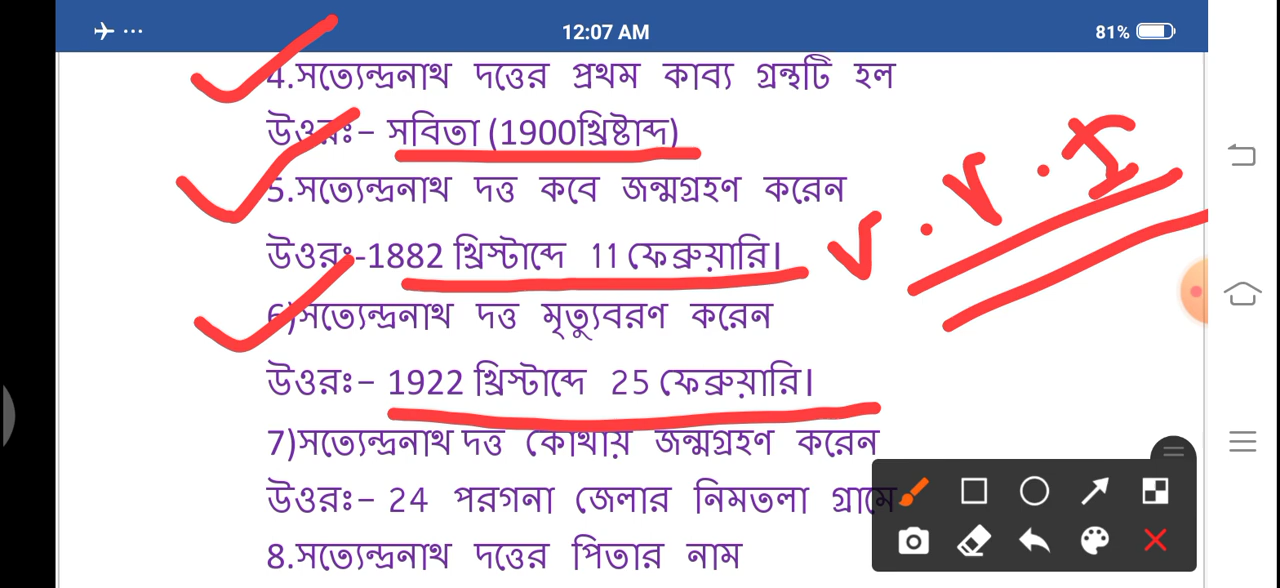 12:07 AM 81%
4.সত্যেন্দ্রনাথ দত্তের প্রথম কাব্য গ্রন্থটি হল
উওরঃ- সবিতা (1900খ্রিষ্টাব্দ)
5.সত্যেন্দ্রনাথ দত্ত কবে জন্মগ্রহণ করেন
উওরঃ-1882 খ্রিস্টাব্দে 11 ফেব্রুয়ারি।
6)সত্যেন্দ্রনাথ দত্ত মৃত্যুবরণ করেন
উওরঃ- 1922 খ্রিস্টাব্দে 25 ফেব্রুয়ারি।
7)সত্যেন্দ্রনাথ দত্ত কোথায় জন্মগ্রহণ করেন
উওরঃ- 24 পরগনা জেলার নিমতলা গ্রামে
8.সত্যেন্দ্রনাথ দত্তের পিতার নাম